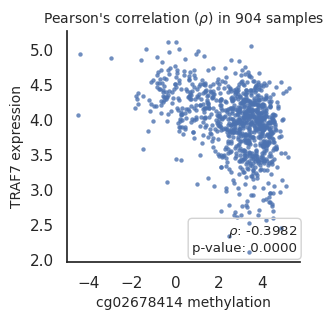 Pearson's correlation (ρ) in 904 samples
5.0
4.5
4.0
3.5
3.0
2.5
2.0
TRAF7 expression
ρ: -0.3982
p-value: 0.0000
−4 −2 0 2 4
cg02678414 methylation